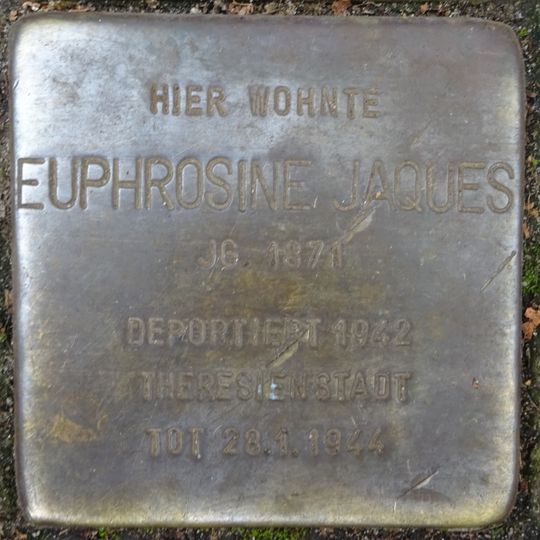 HIER WOHNTE
EUPHROSINE JAQUES
JG. 1871
DEPORTIERT 1942
THERESIENSTADT
TOT 28.1.1944